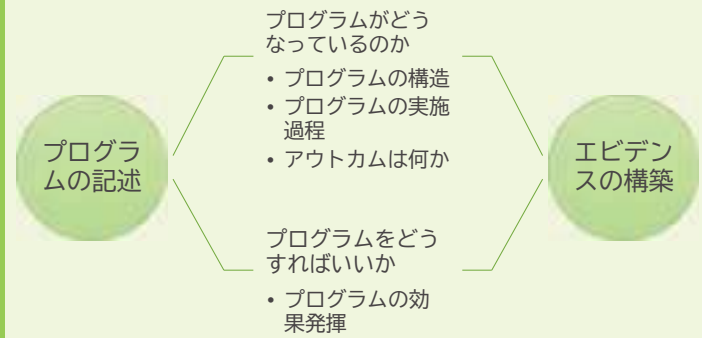 プログラムがどう
なっているのか
• プログラムの構造
• プログラムの実施
過程
• アウトカムは何か
プログラ
ムの記述
エビデン
スの構築
プログラムをどう
すればいいか
• プログラムの効
果発揮